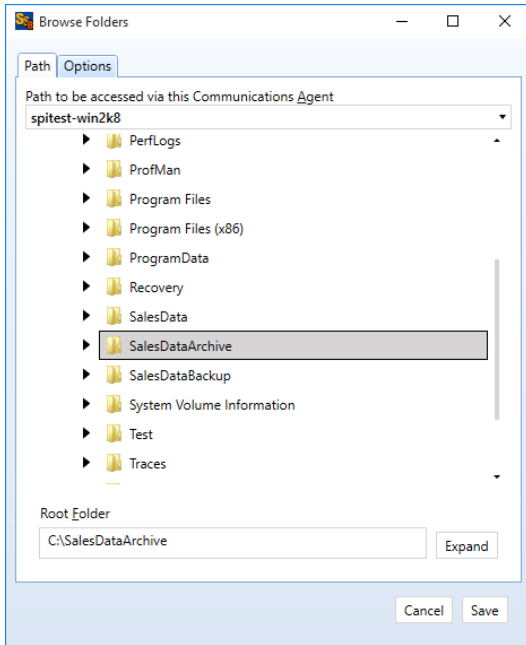 Browse Folders
Path Options
Path to be accessed via this Communications Agent
spitest-win2k8
PerfLogs
ProfMan
Program Files
Program Files (x86)
ProgramData
Recovery
SalesData
SalesDataArchive
SalesDataBackup
System Volume Information
Test
Traces
Root Folder
C:\SalesDataArchive
Expand
Cancel Save